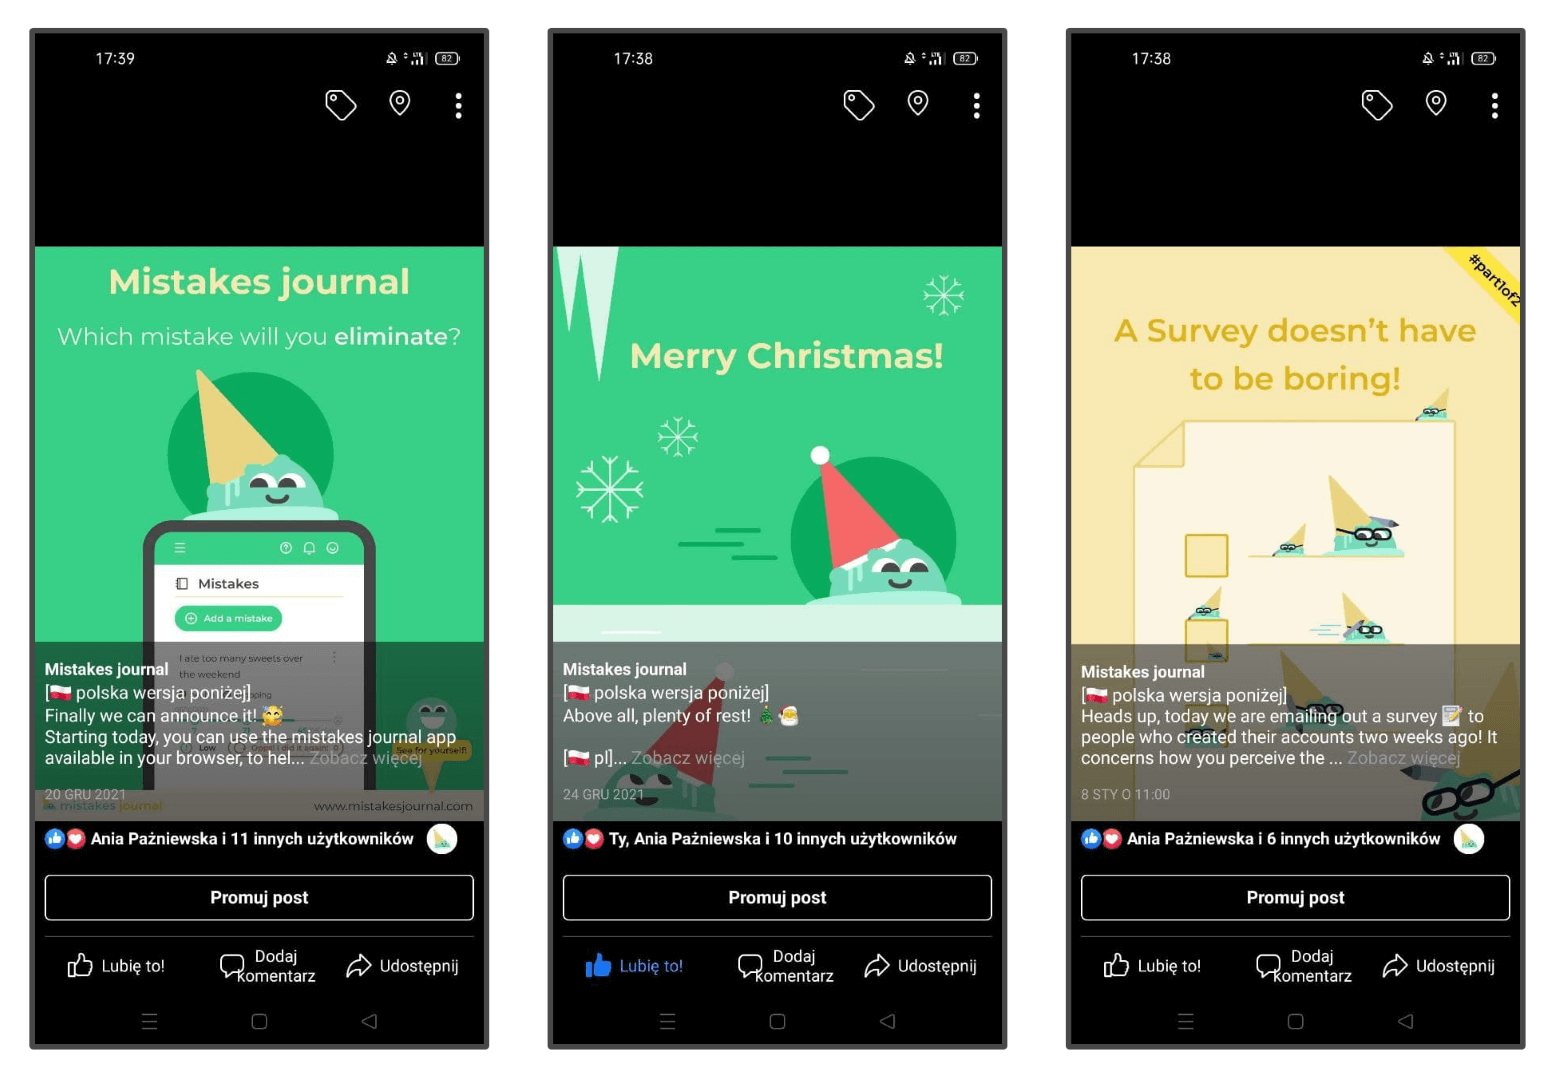 17:39
82
Mistakes journal
Which mistake will you eliminate?
Mistakes
Add a mistake
I ate too many sweets over
the weekend
Low
See for yourself!
Mistakes journal
[🇵🇱 polska wersja poniżej]
Finally we can announce it! 🥳
Starting today, you can use the mistakes journal app
available in your browser, to hel... Zobacz więcej
20 GRU 2021
mistakes journal
www.mistakesjournal.com
Ania Paźniewska i 11 innych użytkowników
Promuj post
Lubię to!
Dodaj
komentarz
Udostępnij
17:38
82
Merry Christmas!
Mistakes journal
[🇵🇱 polska wersja poniżej]
Above all, plenty of rest! 🎄🎅
[🇵🇱 pl]... Zobacz więcej
24 GRU 2021
Ty, Ania Paźniewska i 10 innych użytkowników
Promuj post
Lubię to!
Dodaj
komentarz
Udostępnij
17:38
82
#part1of2
A Survey doesn't have
to be boring!
Mistakes journal
[🇵🇱 polska wersja poniżej]
Heads up, today we are emailing out a survey 📝 to
people who created their accounts two weeks ago! It
concerns how you perceive the ... Zobacz więcej
8 STY O 11:00
Ania Paźniewska i 6 innych użytkowników
Promuj post
Lubię to!
Dodaj
komentarz
Udostępnij